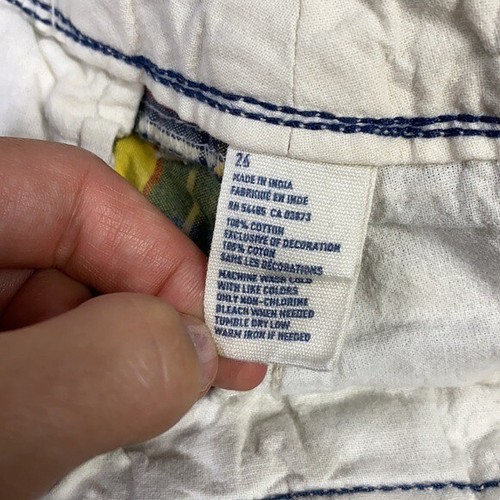 26
MADE IN INDIA
FABRIQUÉ EN INDE
RN 54485 CA 03873
100% COTTON
EXCLUSIVE OF DECORATION
100% COTON
SANS LES DÉCORATIONS
MACHINE WASH COLD
WITH LIKE COLORS
ONLY NON-CHLORINE
BLEACH WHEN NEEDED
TUMBLE DRY LOW
WARM IRON IF NEEDED